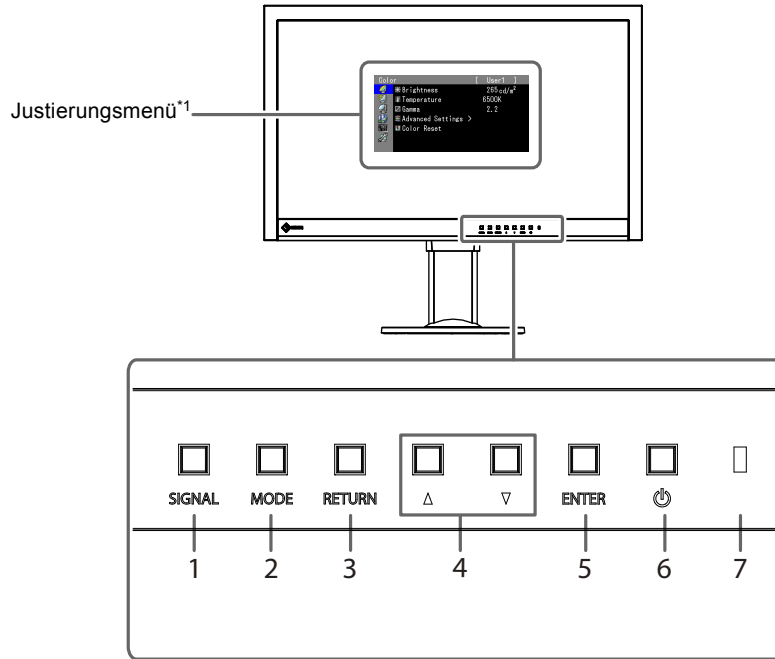 Color [ User1 ]
Brightness 265cd/m²
Temperature 6500K
Gamma 2.2
Advanced Settings >
Color Reset
Justierungsmenü*1
SIGNAL MODE RETURN △ ▽ ENTER
1 2 3 4 5 6 7